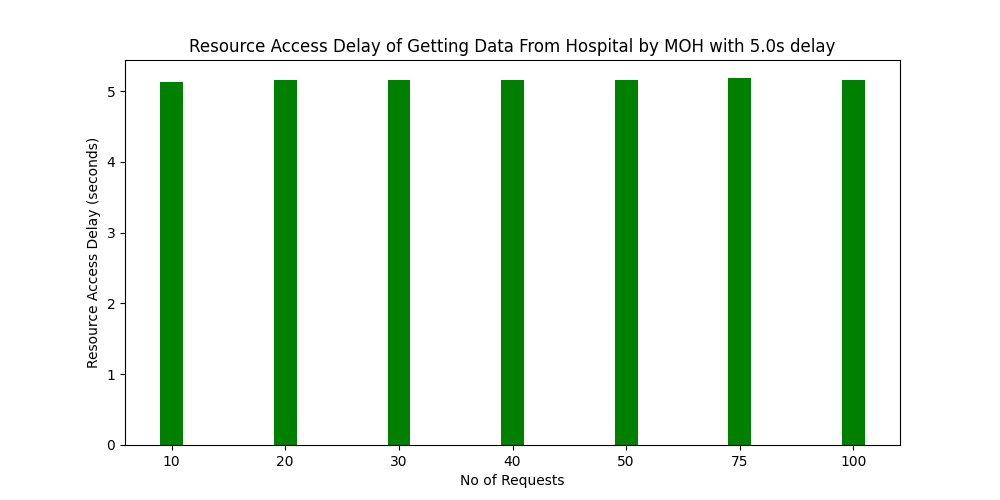 Resource Access Delay of Getting Data From Hospital by MOH with 5.0s delay
Resource Access Delay (seconds)
5
4
3
2
1
0
10 20 30 40 50 75 100
No of Requests